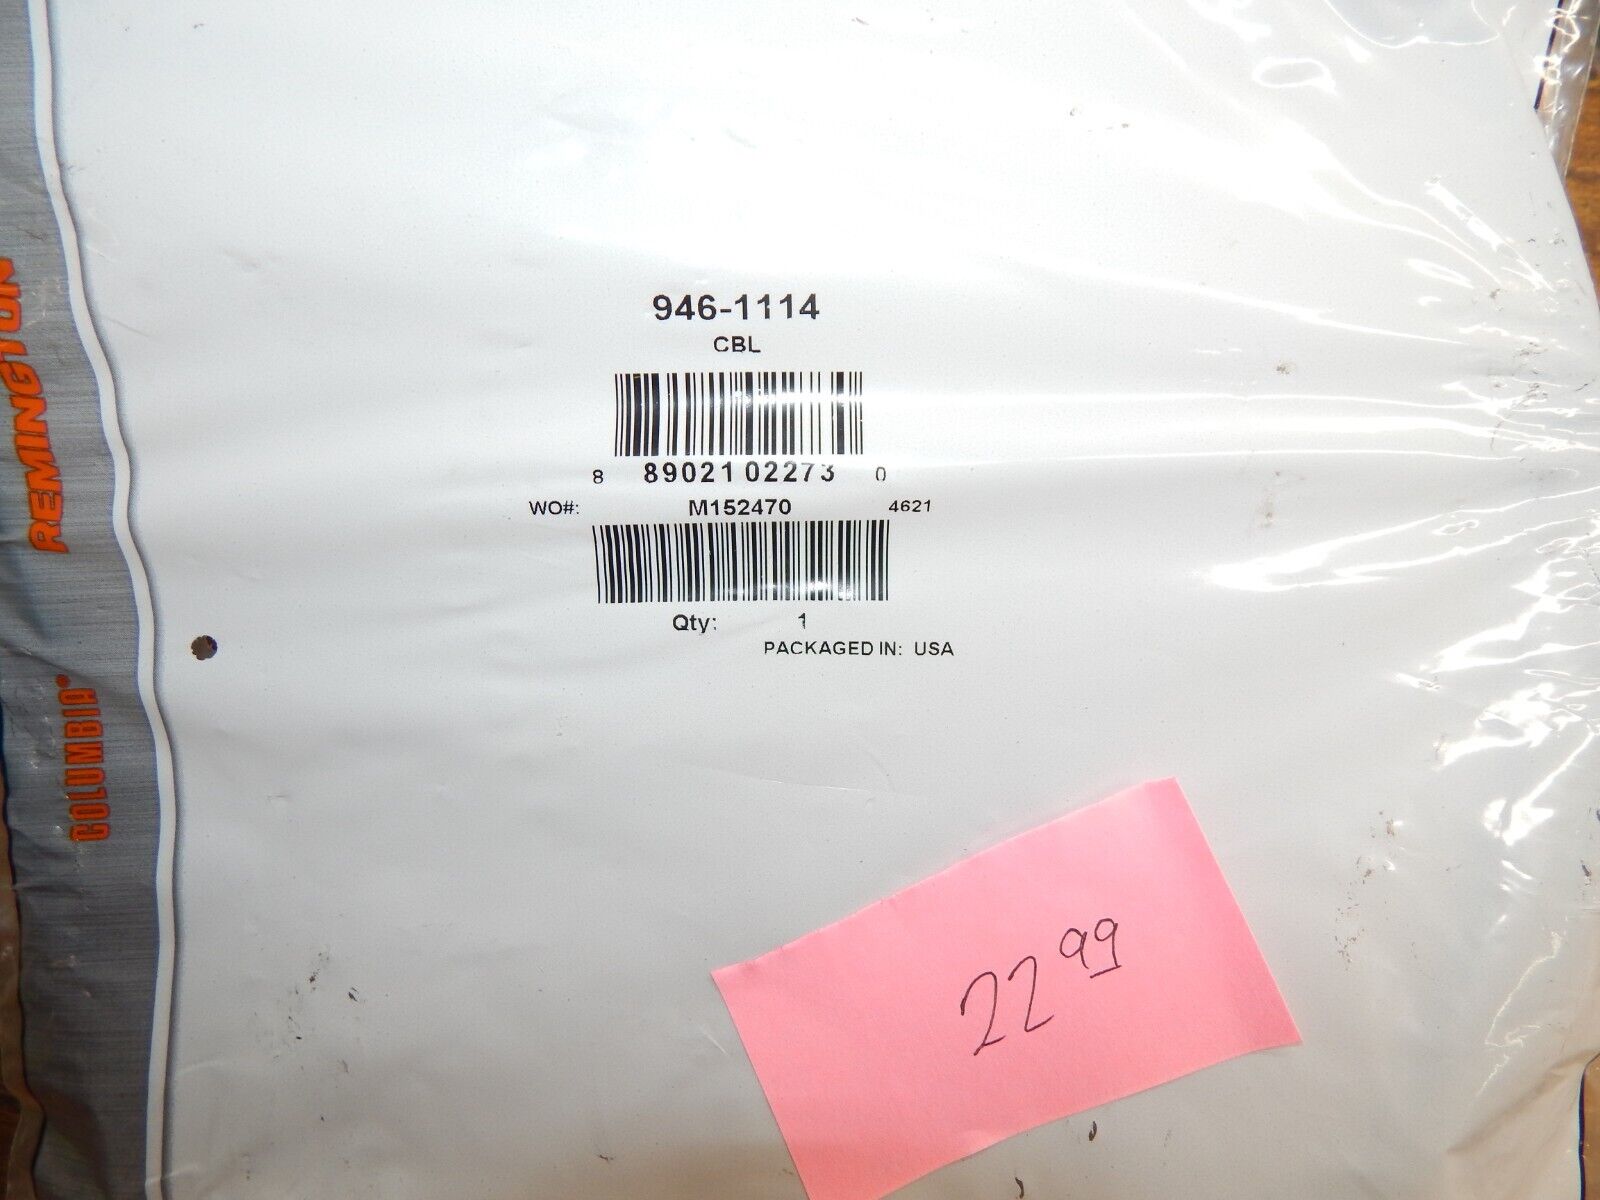 REMINGTON
COLUMBIA®
946-1114
CBL
8 89021 02273 0
WO#: M152470 4621
Qty: 1
PACKAGED IN: USA
22 99